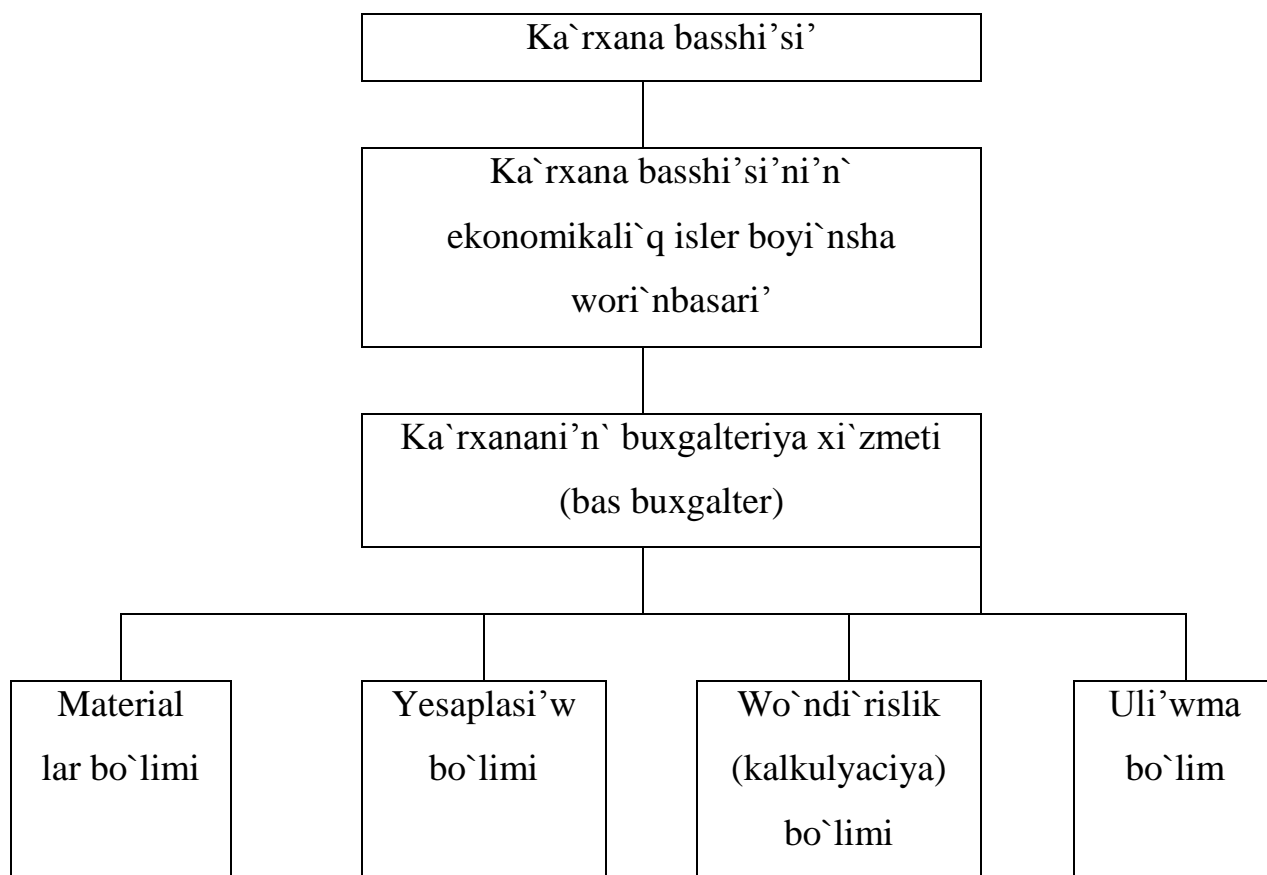 Ka`rxana basshi’si’
Ka`rxana basshi’si’ni’n`
ekonomikali`q isler boyi`nsha
wori`nbasari’
Ka`rxanani’n` buxgalteriya xi`zmeti
(bas buxgalter)
Material
lar bo`limi
Yesaplasi’w
bo`limi
Wo`ndi`rislik
(kalkulyaciya)
bo`limi
Uli’wma
bo`lim